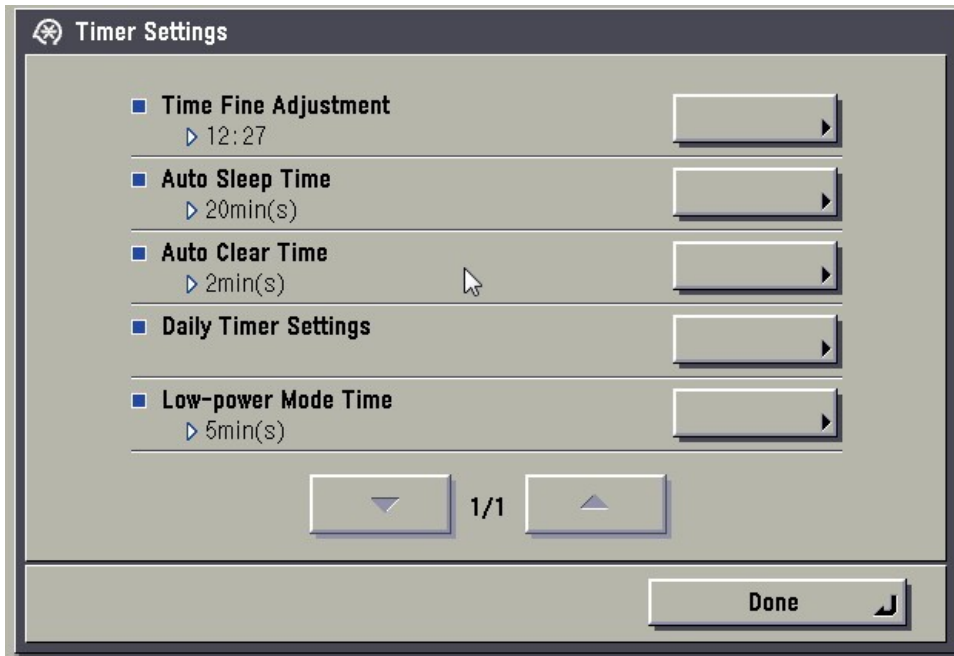 Timer Settings
Time Fine Adjustment
12:27
Auto Sleep Time
20min(s)
Auto Clear Time
2min(s)
Daily Timer Settings
Low-power Mode Time
5min(s)
1/1
Done